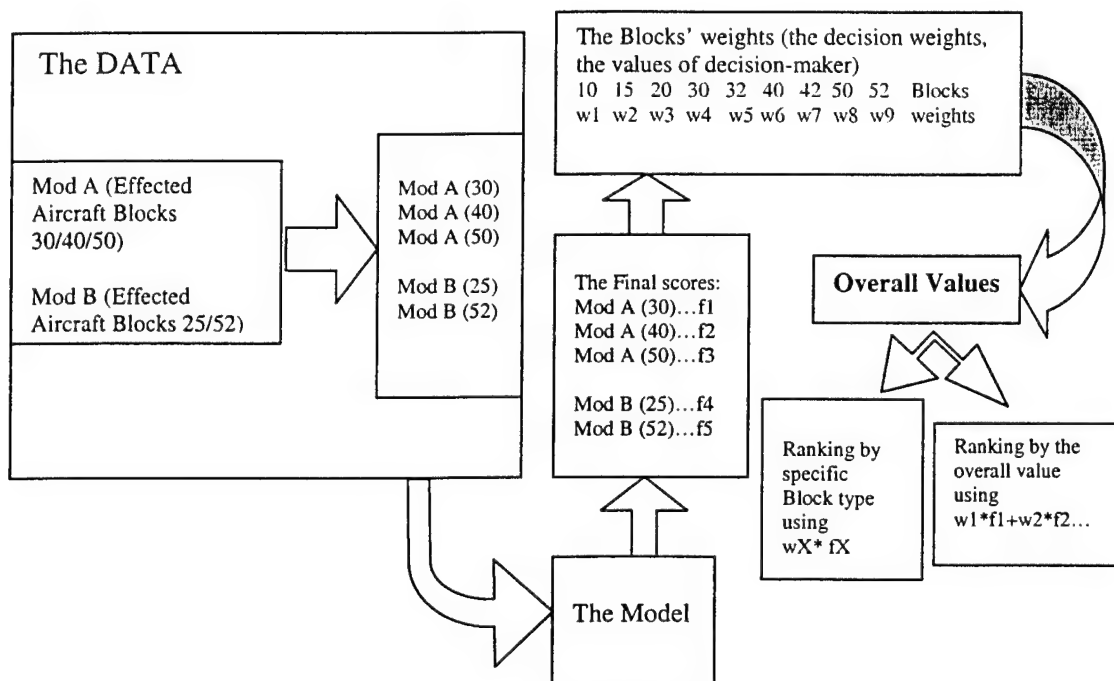 The DATA
Mod A (Effected
Aircraft Blocks
30/40/50)
Mod B (Effected
Aircraft Blocks 25/52)
Mod A (30)
Mod A (40)
Mod A (50)
Mod B (25)
Mod B (52)
The Model
The Final scores:
Mod A (30)...f1
Mod A (40)...f2
Mod A (50)...f3
Mod B (25)...f4
Mod B (52)...f5
The Blocks' weights (the decision weights,
the values of decision-maker)
10 15 20 30 32 40 42 50 52 Blocks
w1 w2 w3 w4 w5 w6 w7 w8 w9 weights
Overall Values
Ranking by
specific
Block type
using
wX* fX
Ranking by the
overall value
using
w1*f1+w2*f2...